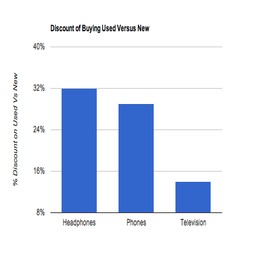 Discount of Buying Used Versus New
40%
32%
24%
16%
8%
% Discount on Used Vs New
Headphones Phones Television